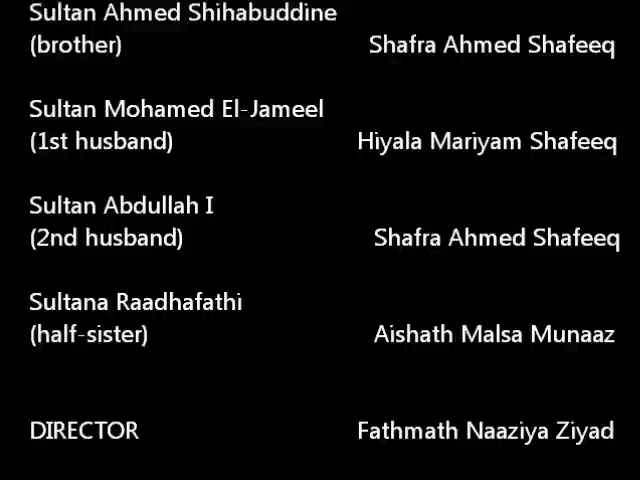 Sultan Ahmed Shihabuddine
(brother) Shafra Ahmed Shafeeq
Sultan Mohamed El-Jameel
(1st husband) Hiyala Mariyam Shafeeq
Sultan Abdullah I
(2nd husband) Shafra Ahmed Shafeeq
Sultana Raadhafathi
(half-sister) Aishath Malsa Munaaz
DIRECTOR Fathmath Naaziya Ziyad